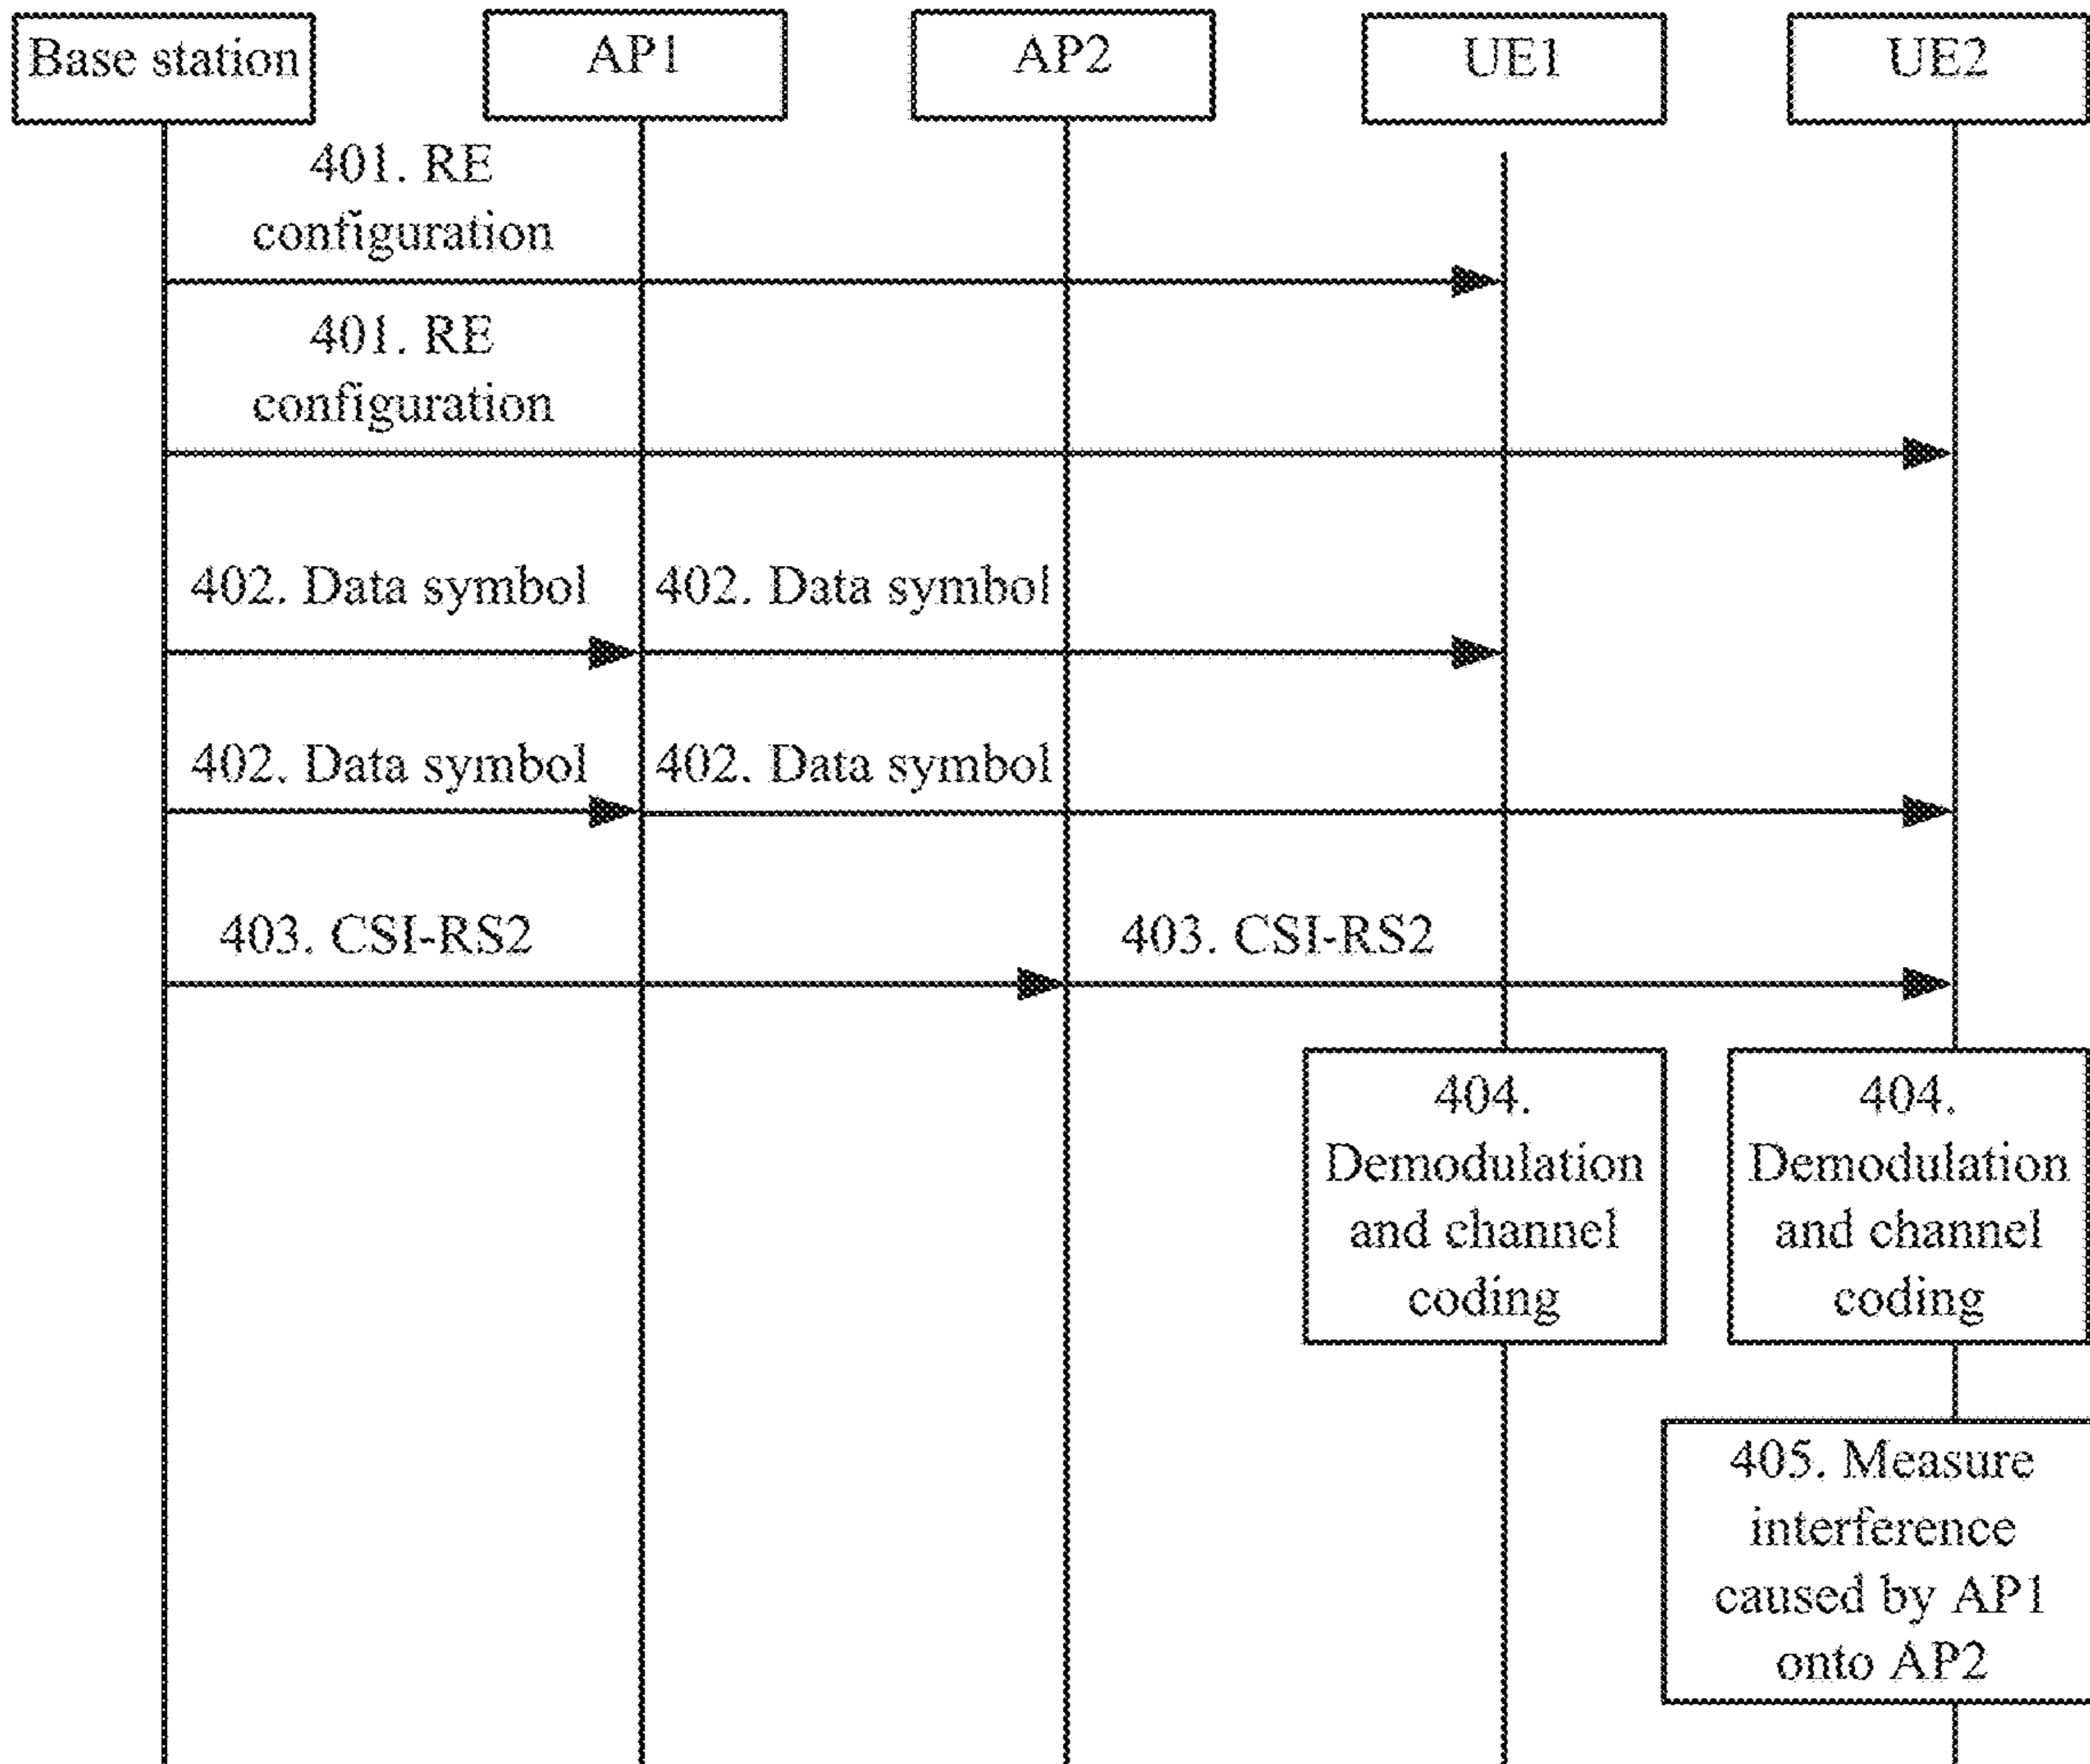 Base station
AP1
AP2
UE1
UE2
401. RE
configuration
401. RE
configuration
402. Data symbol
402. Data symbol
402. Data symbol
402. Data symbol
403. CSI-RS2
403. CSI-RS2
404.
Demodulation
and channel
coding
404.
Demodulation
and channel
coding
405. Measure
interference
caused by AP1
onto AP2